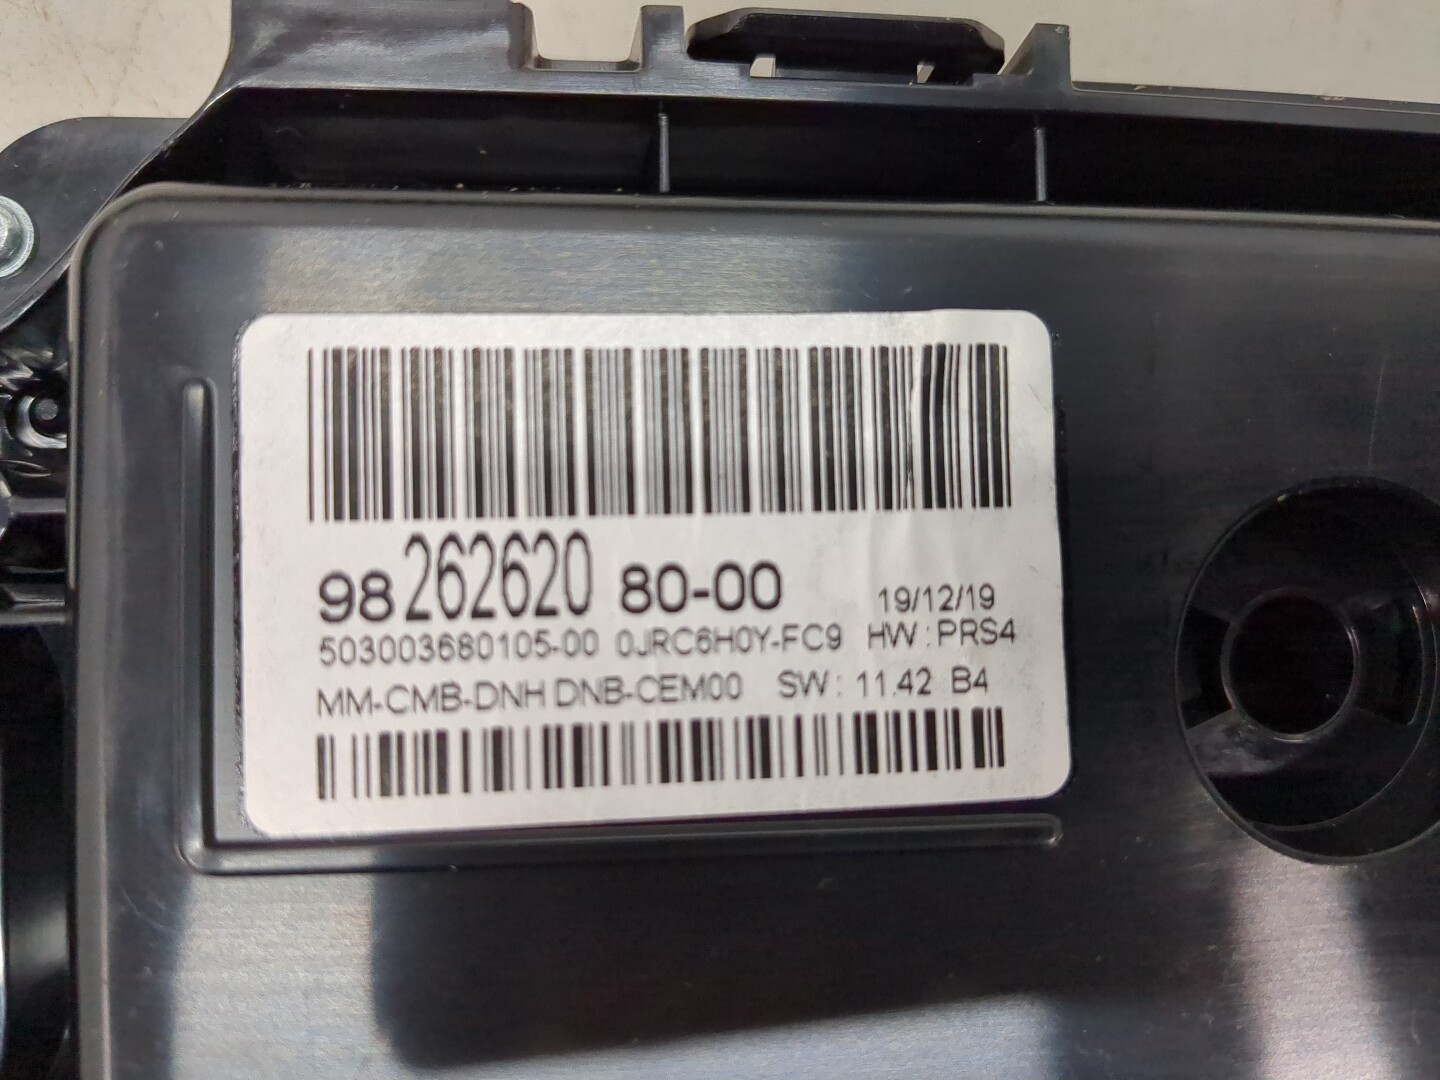 98 262620 80-00 19/12/19
503003680105-00 0JRC6H0Y-FC9 HW:PRS4
MM-CMB-DNH DNB-CEM00 SW: 11.42 B4